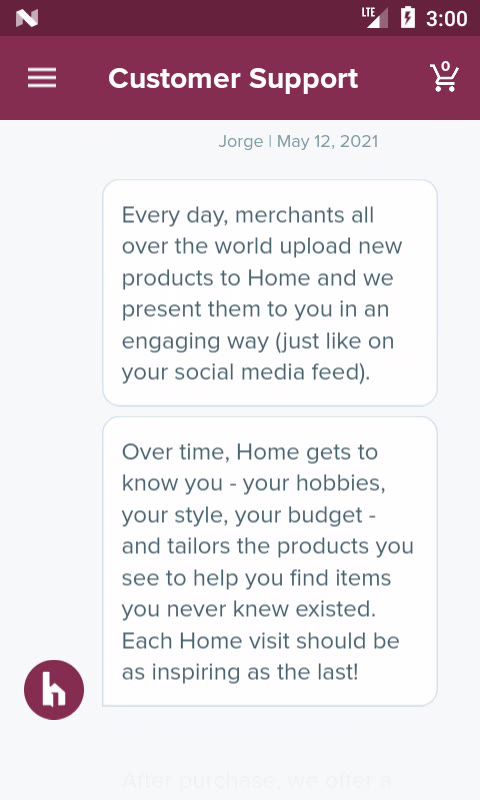 LTE
3:00
Customer Support
0
Jorge | May 12, 2021
Every day, merchants all
over the world upload new
products to Home and we
present them to you in an
engaging way (just like on
your social media feed).
Over time, Home gets to
know you - your hobbies,
your style, your budget -
and tailors the products you
see to help you find items
you never knew existed.
Each Home visit should be
as inspiring as the last!
h
After purchase, we offer a